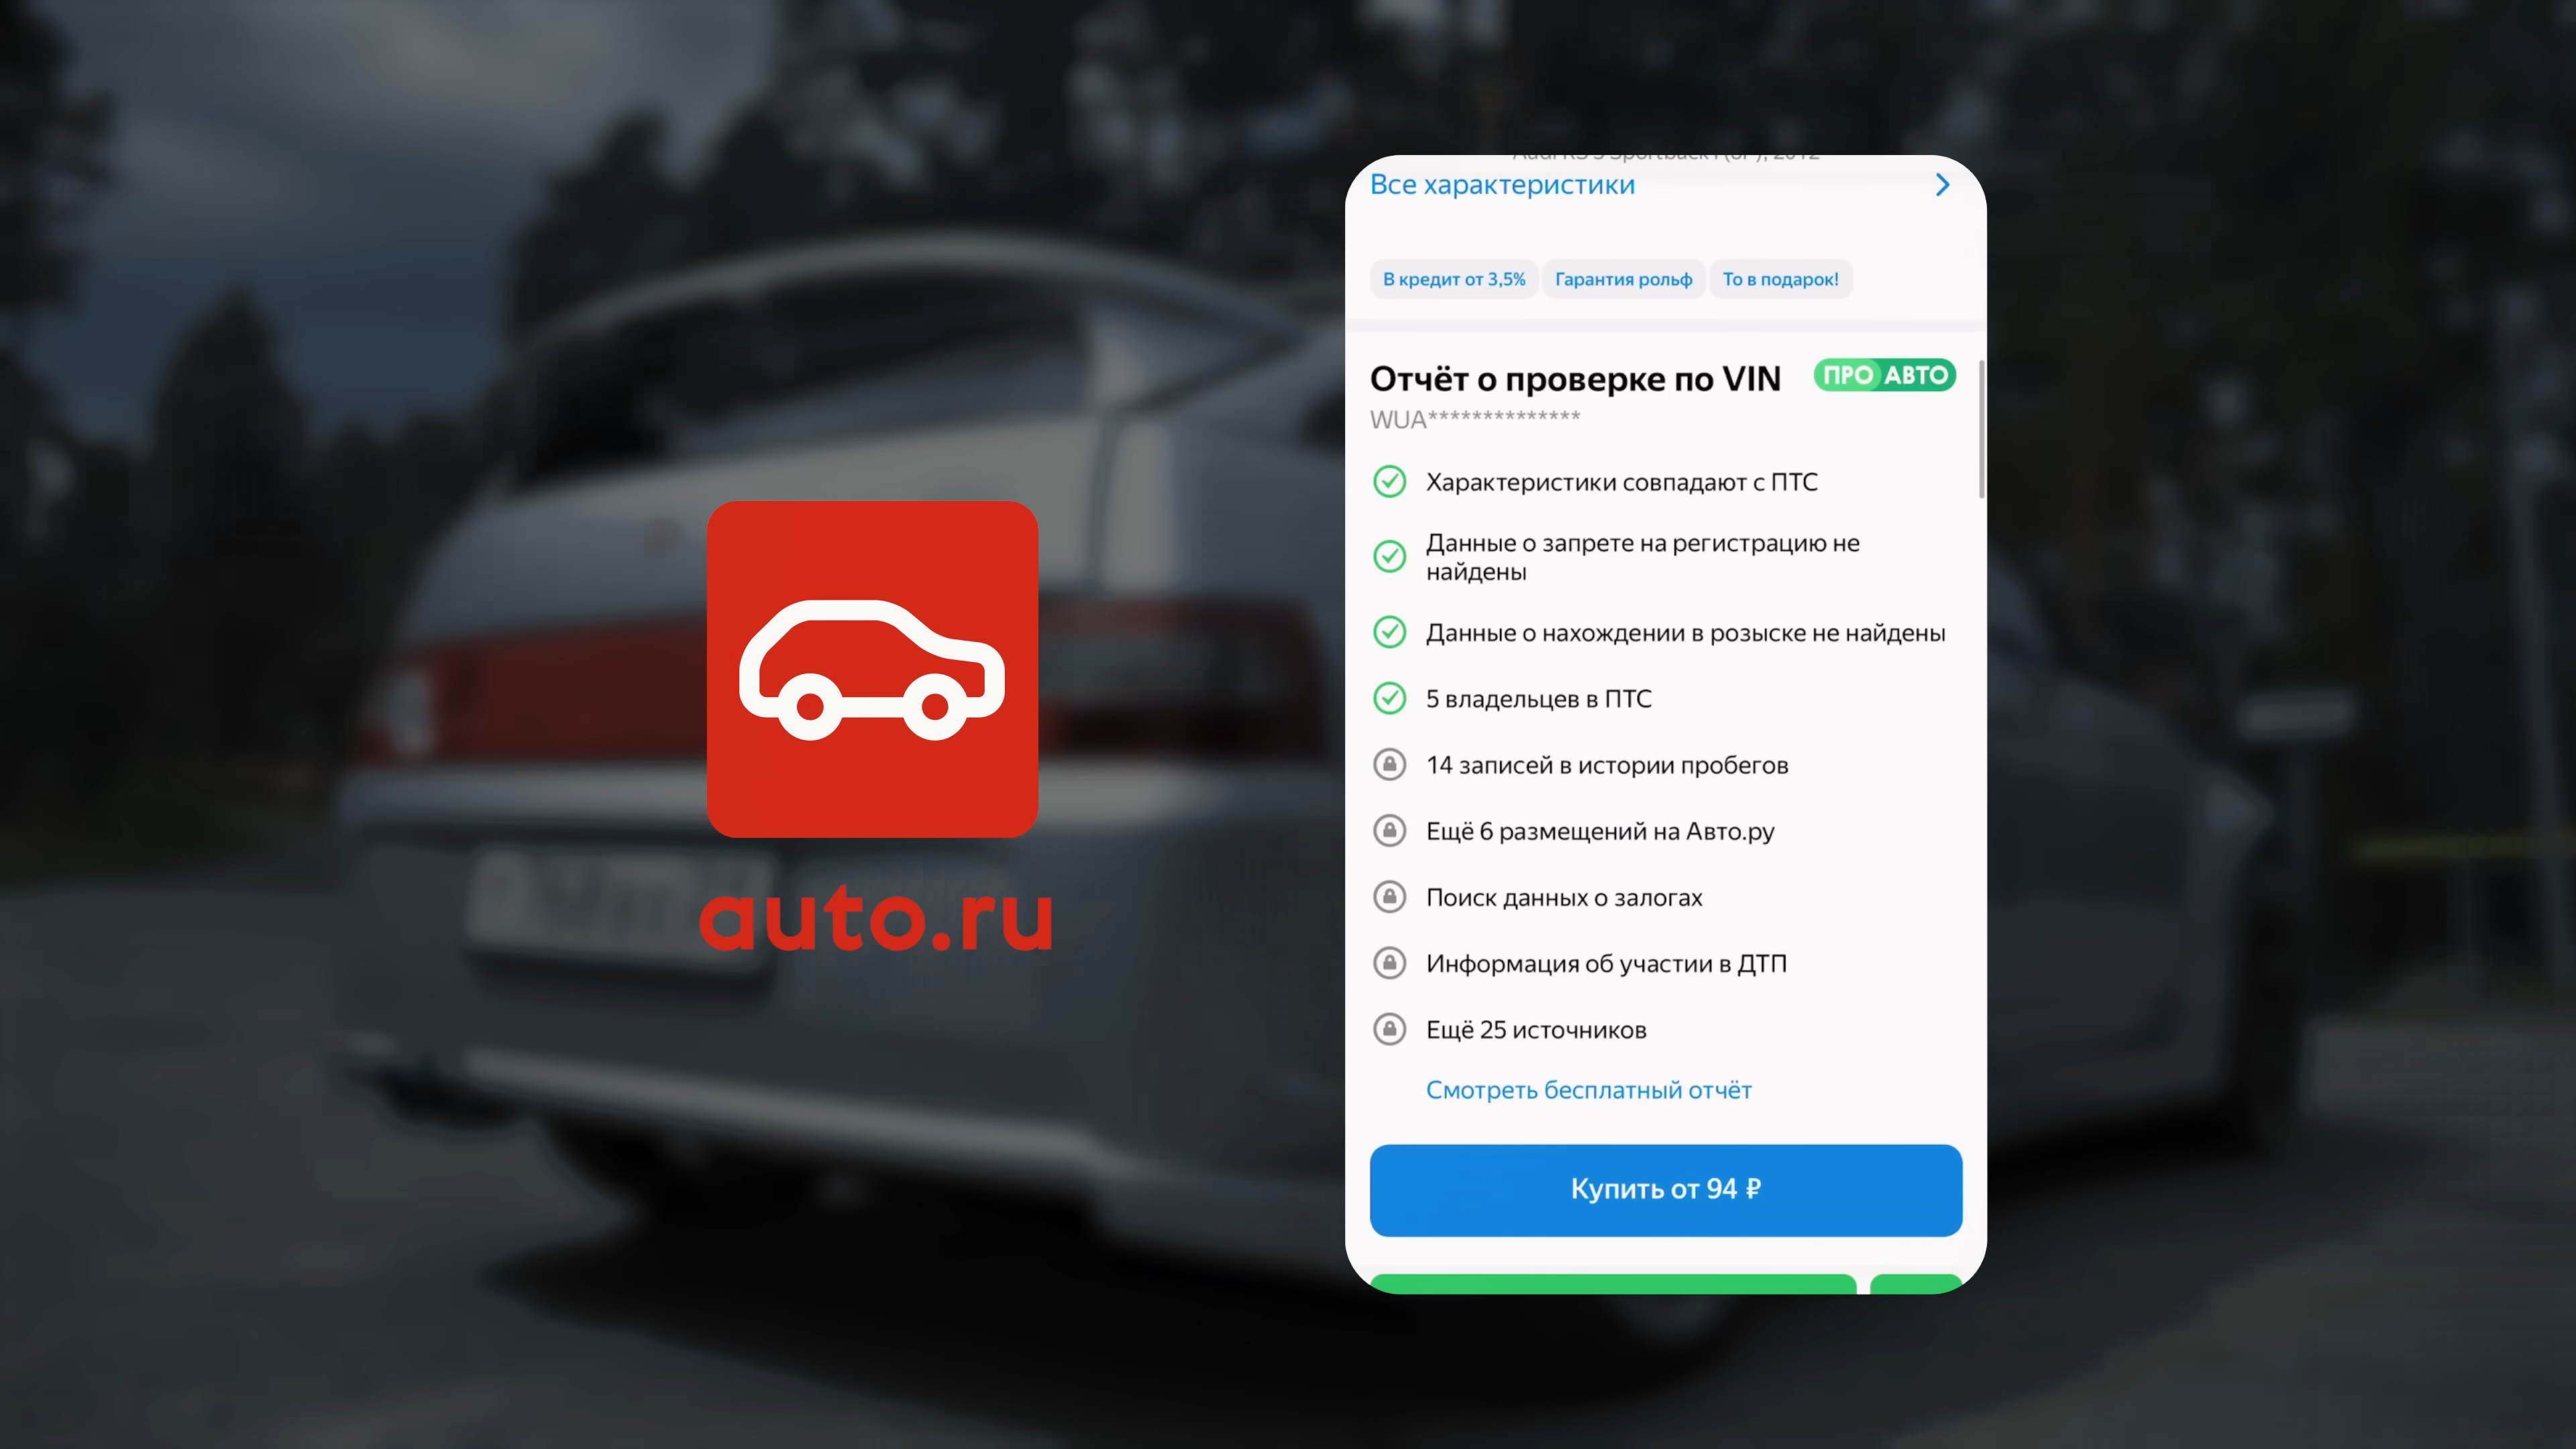 auto.ru
Все характеристики
В кредит от 3,5%
Гарантия рольф
То в подарок!
Отчёт о проверке по VIN
ПРО АВТО
WUA**************
Характеристики совпадают с ПТС
Данные о запрете на регистрацию не
найдены
Данные о нахождении в розыске не найдены
5 владельцев в ПТС
14 записей в истории пробегов
Ещё 6 размещений на Авто.ру
Поиск данных о залогах
Информация об участии в ДТП
Ещё 25 источников
Смотреть бесплатный отчёт
Купить от 94 ₽